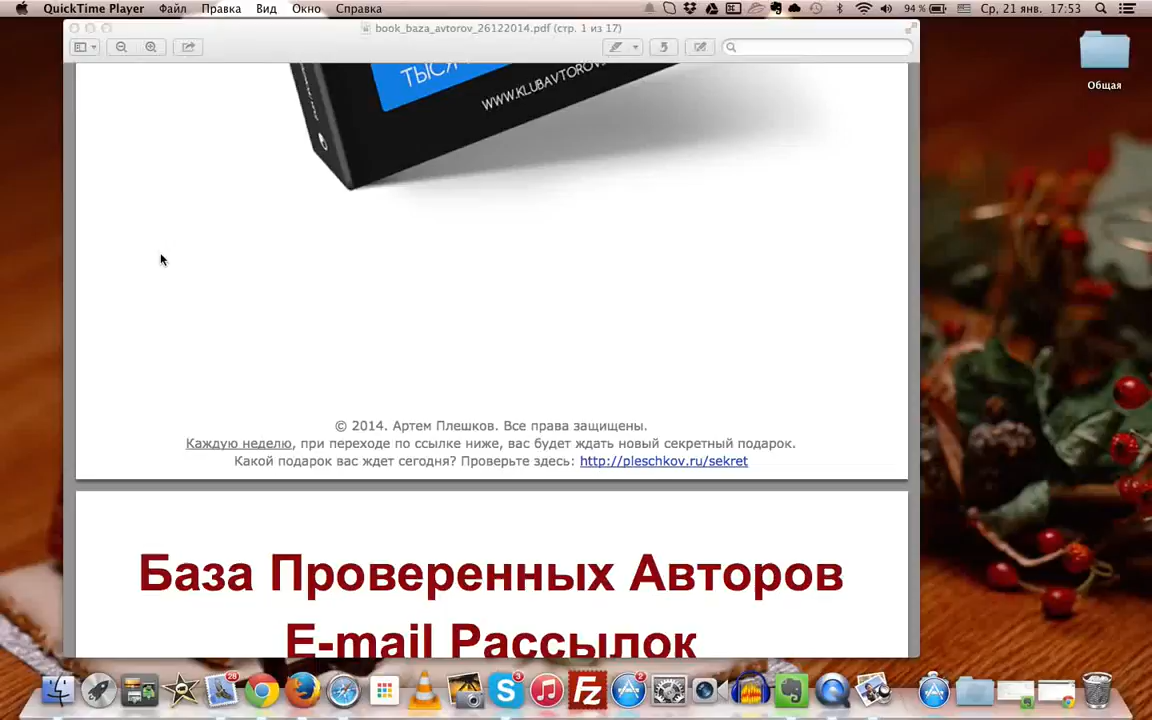 QuickTime Player Файл Правка Вид Окно Справка
94 % Ср, 21 янв. 17:53
book_baza_avtorov_26122014.pdf (стр. 1 из 17)
Общая
WWW.KLUBAVTOROV
© 2014. Артем Плешков. Все права защищены.
Каждую неделю, при переходе по ссылке ниже, вас будет ждать новый секретный подарок.
Какой подарок вас ждет сегодня? Проверьте здесь: http://pleschkov.ru/sekret
База Проверенных Авторов
E-mail Рассылок
28
3
2